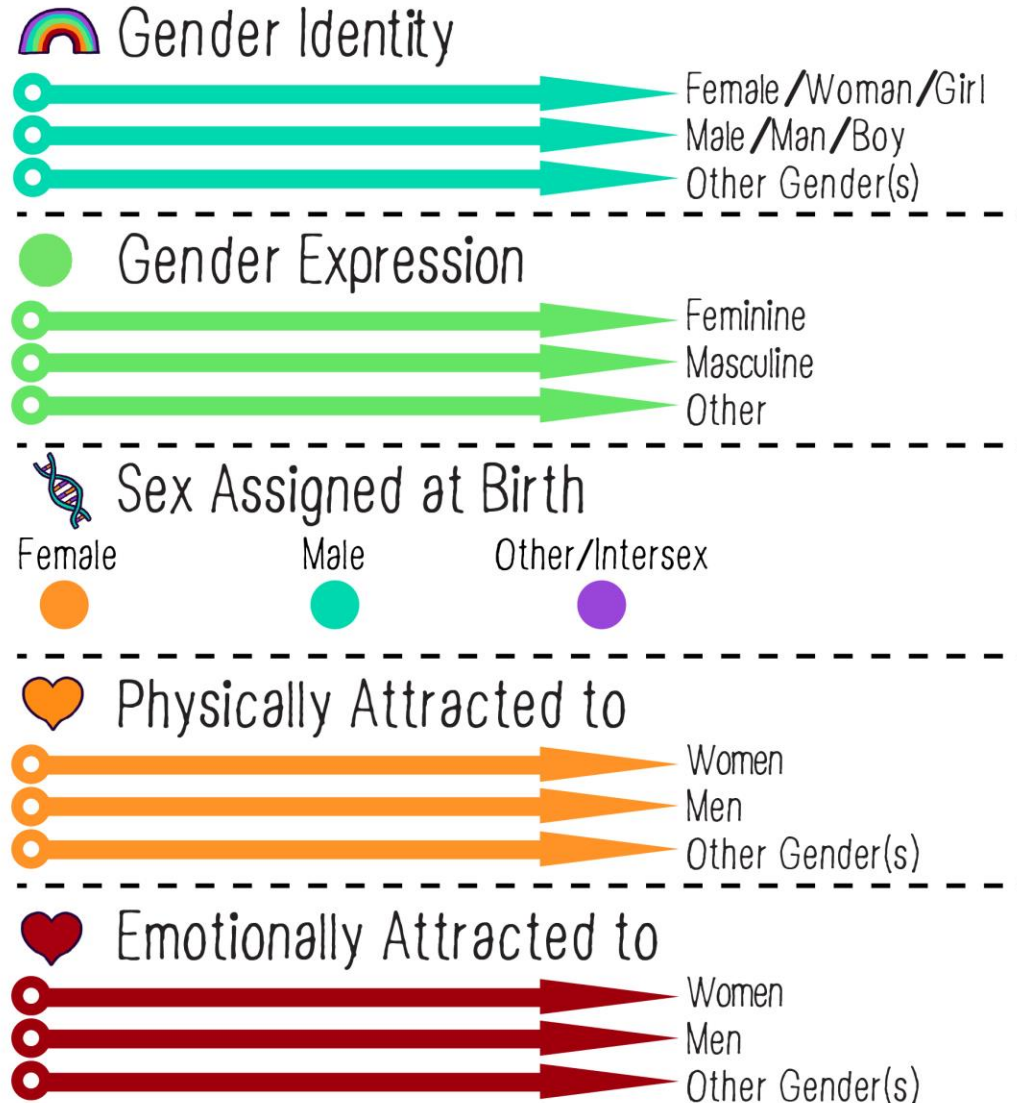 Gender Identity
Female/Woman/Girl
Male/Man/Boy
Other Gender(s)
Gender Expression
Feminine
Masculine
Other
Sex Assigned at Birth
Female Male Other/Intersex
Physically Attracted to
Women
Men
Other Gender(s)
Emotionally Attracted to
Women
Men
Other Gender(s)